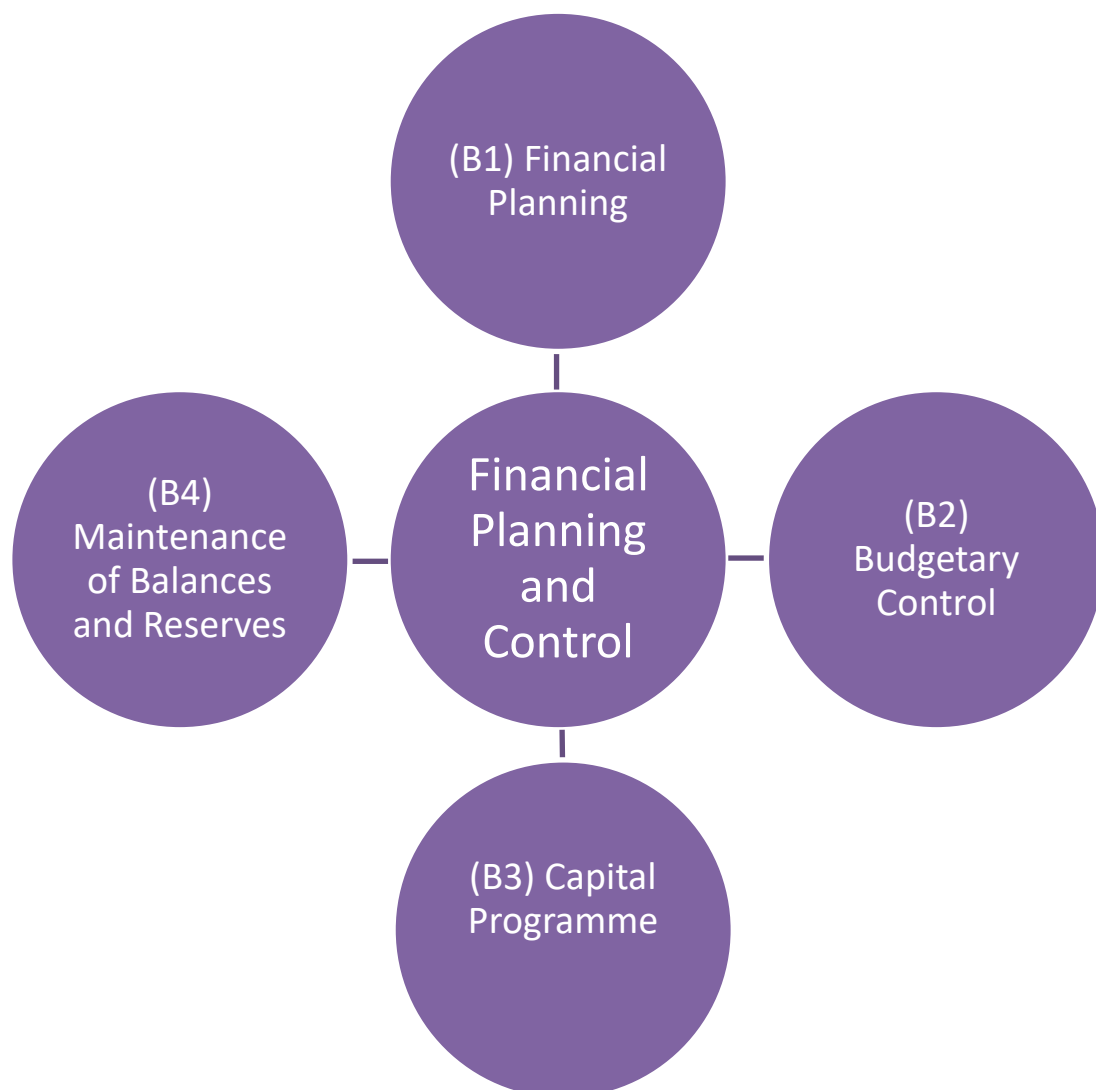 (B1) Financial
Planning
(B4)
Maintenance
of Balances
and Reserves
Financial
Planning
and
Control
(B2)
Budgetary
Control
(B3) Capital
Programme